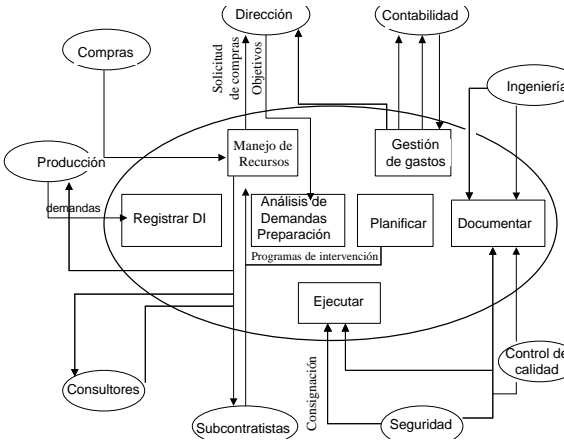 Dirección
Contabilidad
Compras
Solicitud
de compras
Objetivos
Ingeniería
Manejo de
Recursos
Gestión
de gastos
Producción
demandas
Registrar DI
Análisis de
Demandas
Preparación
Planificar
Documentar
Programas de intervención
Ejecutar
Consignación
Control de
calidad
Consultores
Subcontratistas
Seguridad